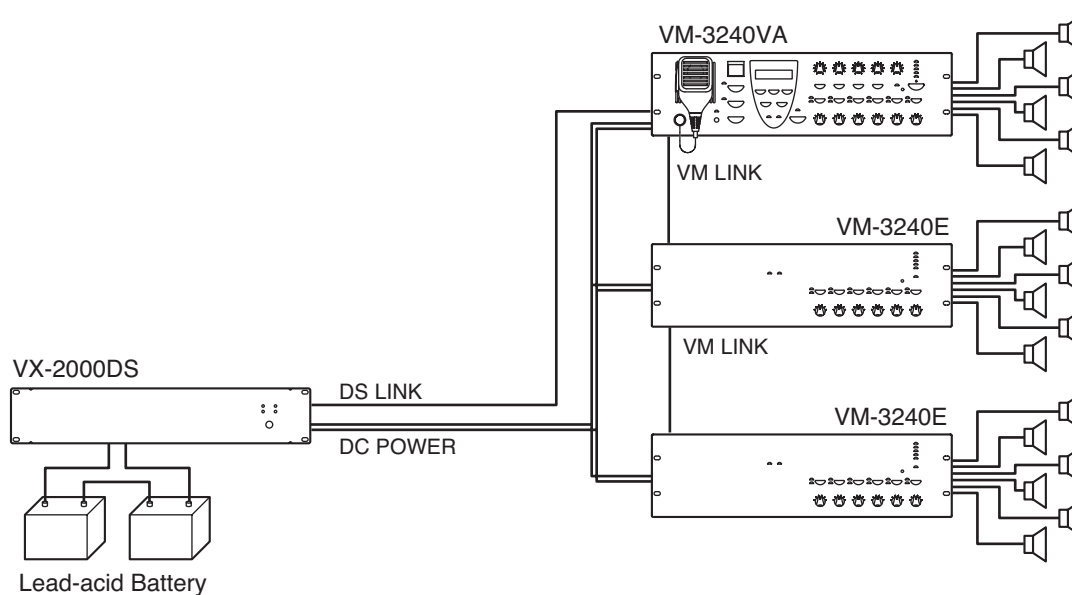 VM-3240VA
VM LINK
VM-3240E
VM LINK
VX-2000DS
DS LINK
DC POWER
VM-3240E
Lead-acid Battery